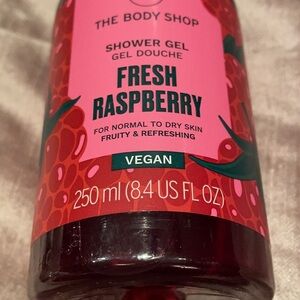 THE BODY SHOP
SHOWER GEL
GEL DOUCHE
FRESH
RASPBERRY
FOR NORMAL TO DRY SKIN
FRUITY & REFRESHING
VEGAN
250 ml (8.4 US FL OZ)